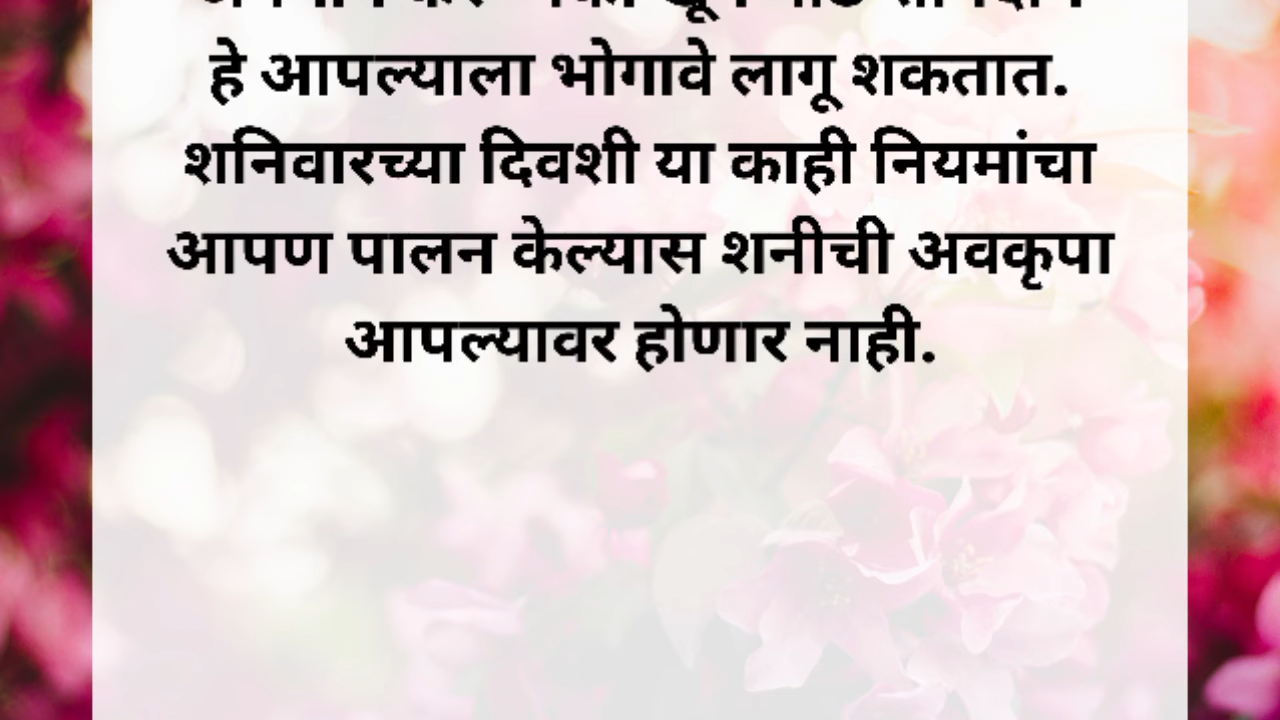 हे आपल्याला भोगावे लागू शकतात.
शनिवारच्या दिवशी या काही नियमांचा
आपण पालन केल्यास शनीची अवकृपा
आपल्यावर होणार नाही.